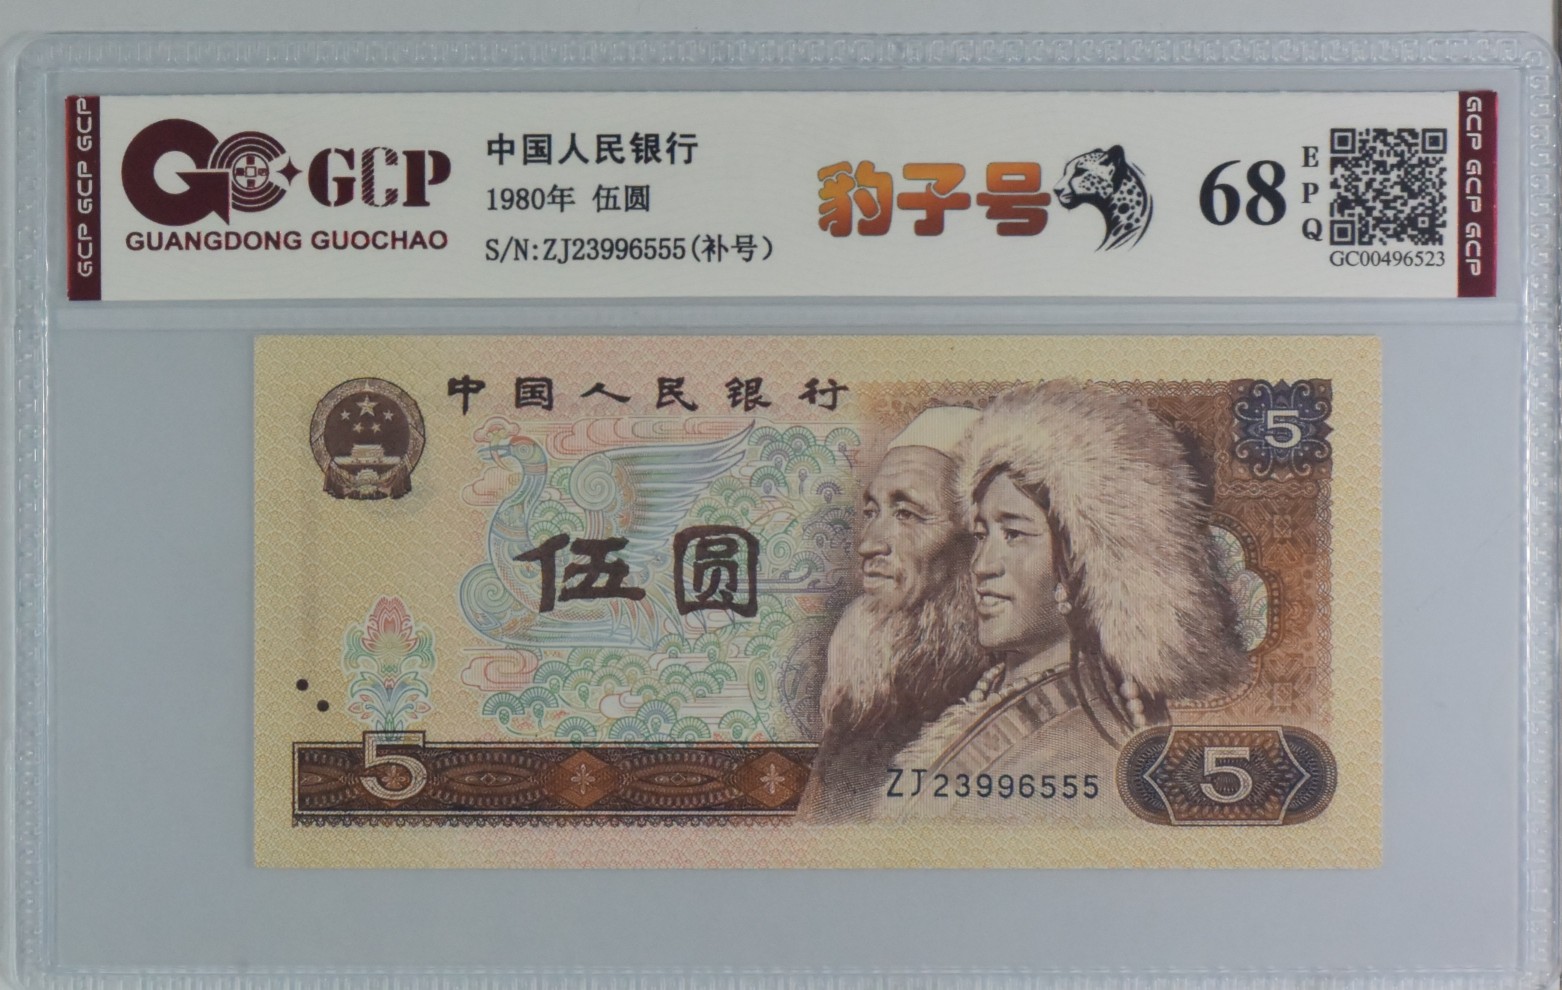 GCP GCP GCP
GCP
GUANGDONG GUOCHAO
中国人民银行
1980年 伍圆
S/N:ZJ23996555(补号)
豹子号
68
EPQ
GC00496523
GCP GCP GCP
中国人民银行
5
伍圆
5
ZJ23996555
5